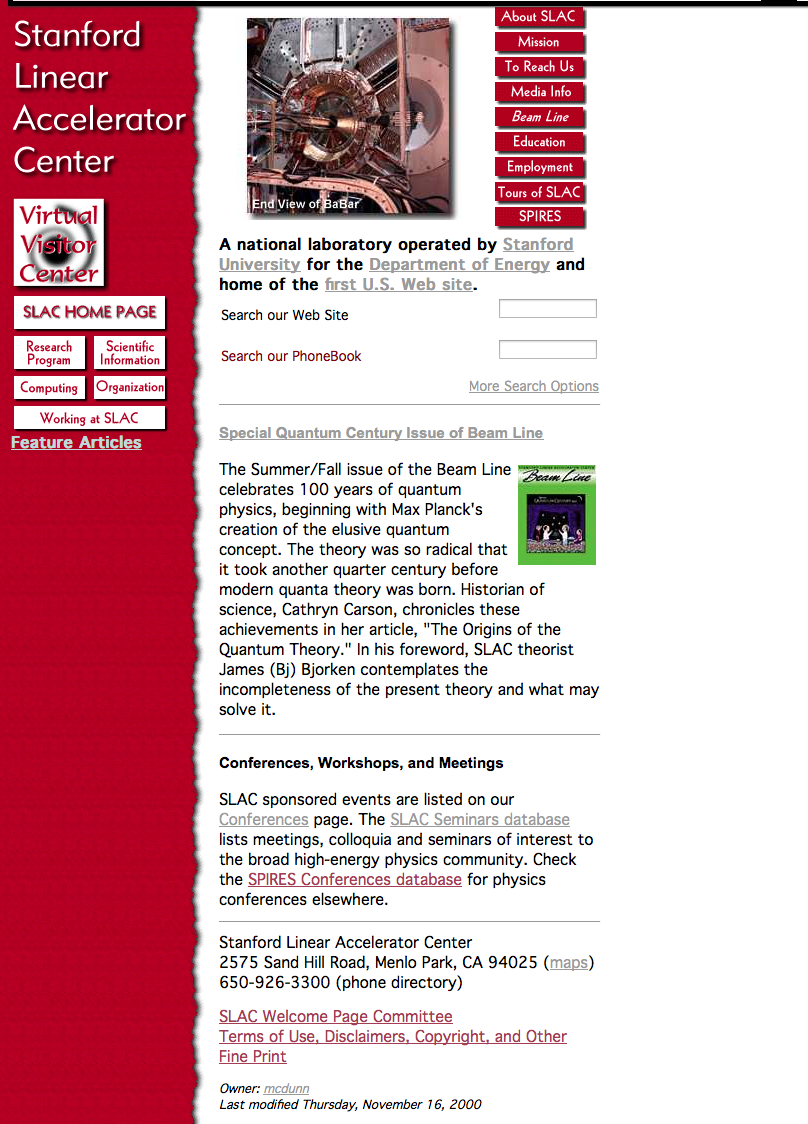 Stanford
Linear
Accelerator
Center
Virtual
Visitor
Center
SLAC HOME PAGE
Research
Program
Scientific
Information
Computing
Organization
Working at SLAC
Feature Articles
End View of BaBar
About SLAC
Mission
To Reach Us
Media Info
Beam Line
Education
Employment
Tours of SLAC
SPIRES
A national laboratory operated by Stanford
University for the Department of Energy and
home of the first U.S. Web site.
Search our Web Site
Search our PhoneBook
More Search Options
Special Quantum Century Issue of Beam Line
The Summer/Fall issue of the Beam Line
celebrates 100 years of quantum
physics, beginning with Max Planck's
creation of the elusive quantum
concept. The theory was so radical that
it took another quarter century before
modern quanta theory was born. Historian of
science, Cathryn Carson, chronicles these
achievements in her article, "The Origins of the
Quantum Theory." In his foreword, SLAC theorist
James (Bj) Bjorken contemplates the
incompleteness of the present theory and what may
solve it.
Beam Line
Conferences, Workshops, and Meetings
SLAC sponsored events are listed on our
Conferences page. The SLAC Seminars database
lists meetings, colloquia and seminars of interest to
the broad high-energy physics community. Check
the SPIRES Conferences database for physics
conferences elsewhere.
Stanford Linear Accelerator Center
2575 Sand Hill Road, Menlo Park, CA 94025 (maps)
650-926-3300 (phone directory)
SLAC Welcome Page Committee
Terms of Use, Disclaimers, Copyright, and Other
Fine Print
Owner: mcdunn
Last modified Thursday, November 16, 2000